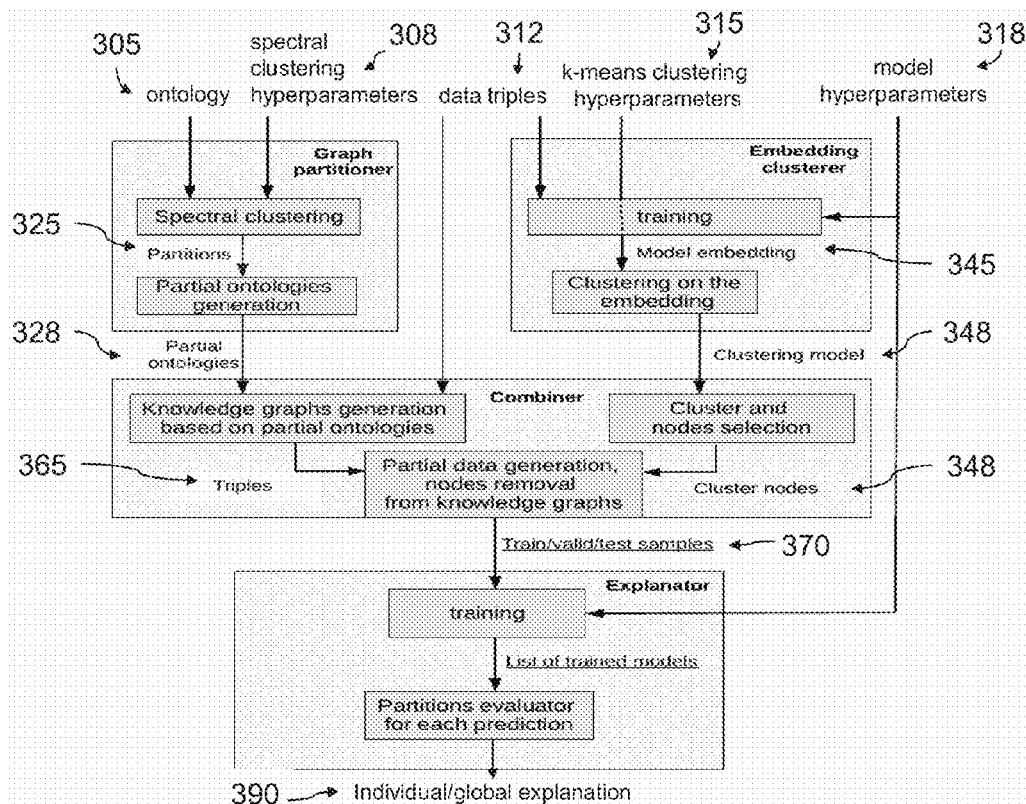 305
ontology
spectral
clustering
hyperparameters
308
312
data triples
315
k-means clustering
hyperparameters
318
model
hyperparameters
Graph
partitioner
Spectral clustering
325
Partitions
Partial ontologies
generation
Embedding
clusterer
training
Model embedding
345
Clustering on the
embedding
328
Partial
ontologies
Clustering model
348
Combiner
Knowledge graphs generation
based on partial ontologies
Cluster and
nodes selection
365
Triples
Partial data generation,
nodes removal
from knowledge graphs
Cluster nodes
348
Train/valid/test samples
370
Explanator
training
List of trained models
Partitions evaluator
for each prediction
390
Individual/global explanation